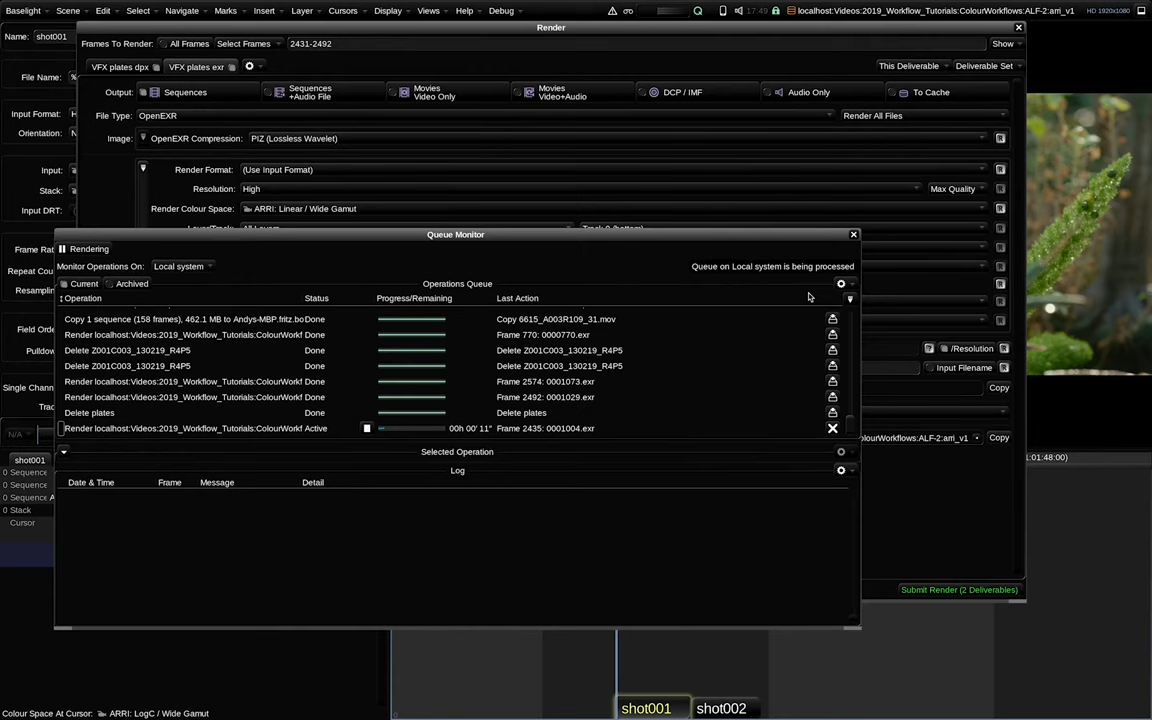 Baselight Scene Edit Select Navigate Marks Insert Layer Cursors Display Views Help Debug 17:49 localhost:Videos:2019_Workflow_Tutorials:ColourWorkflows:ALF-2:arri_v1 HD 1920x1080
Name: shot001
Render
Frames To Render: All Frames Select Frames 2431-2492 Show
VFX plates dpx VFX plates exr This Deliverable Deliverable Set
File Name: %
Output: Sequences Sequences +Audio File Movies Video Only Movies Video+Audio DCP / IMF Audio Only To Cache
Input Format: H
File Type: OpenEXR Render All Files
Orientation: N
Image: OpenEXR Compression: PIZ (Lossless Wavelet) R
Input:
Render Format: (Use Input Format) R
Stack:
Resolution: High Max Quality R
Input DRT:
Render Colour Space: ARRI: Linear / Wide Gamut R
Queue Monitor
Rendering
Frame Rat
Monitor Operations On: Local system Queue on Local system is being processed
Repeat Cou
Current Archived Operations Queue
Resampling
Operation Status Progress/Remaining Last Action
Copy 1 sequence (158 frames), 462.1 MB to Andys-MBP.fritz.bo Done Copy 6615_A003R109_31.mov
Field Orde
Render localhost:Videos:2019_Workflow_Tutorials:ColourWorkf Done Frame 770: 0000770.exr
Pulldow
Delete Z001C003_130219_R4P5 Done Delete Z001C003_130219_R4P5
? /Resolution R
Delete Z001C003_130219_R4P5 Done Delete Z001C003_130219_R4P5
Input Filename R
Single Chann
Render localhost:Videos:2019_Workflow_Tutorials:ColourWorkf Done Frame 2574: 0001073.exr
Copy
Render localhost:Videos:2019_Workflow_Tutorials:ColourWorkf Done Frame 2492: 0001029.exr
Trac
Delete plates Done Delete plates
N/A
Render localhost:Videos:2019_Workflow_Tutorials:ColourWorkf Active 00h 00' 11" Frame 2435: 0001004.exr
olourWorkflows:ALF-2:arri_v1 Copy
Selected Operation
shot001
1:01:48:00)
Log
0 Sequence
Date & Time Frame Message Detail
0 Sequence
0 Sequence A
0 Stack
Cursor
Submit Render (2 Deliverables)
shot001 shot002
Colour Space At Cursor: ARRI: LogC / Wide Gamut